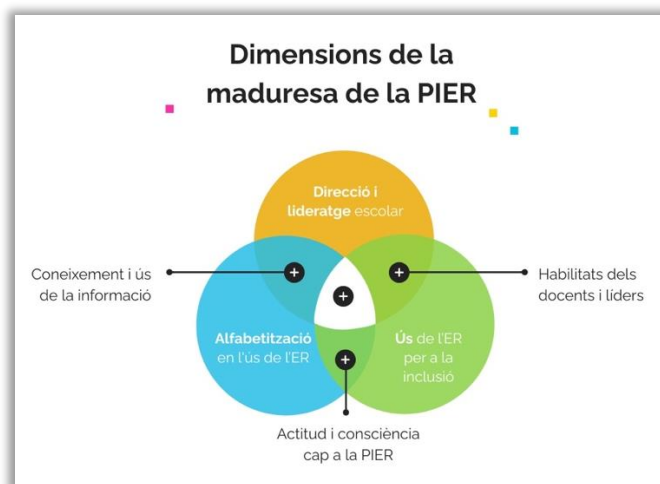 Dimensions de la
maduresa de la PIER
Direcció i
lideratge escolar
Coneixement i ús
de la informació
Habilitats dels
docents i líders
Alfabetització
en l'ús de l'ER
Ús de l'ER
per a la
inclusió
Actitud i consciència
cap a la PIER